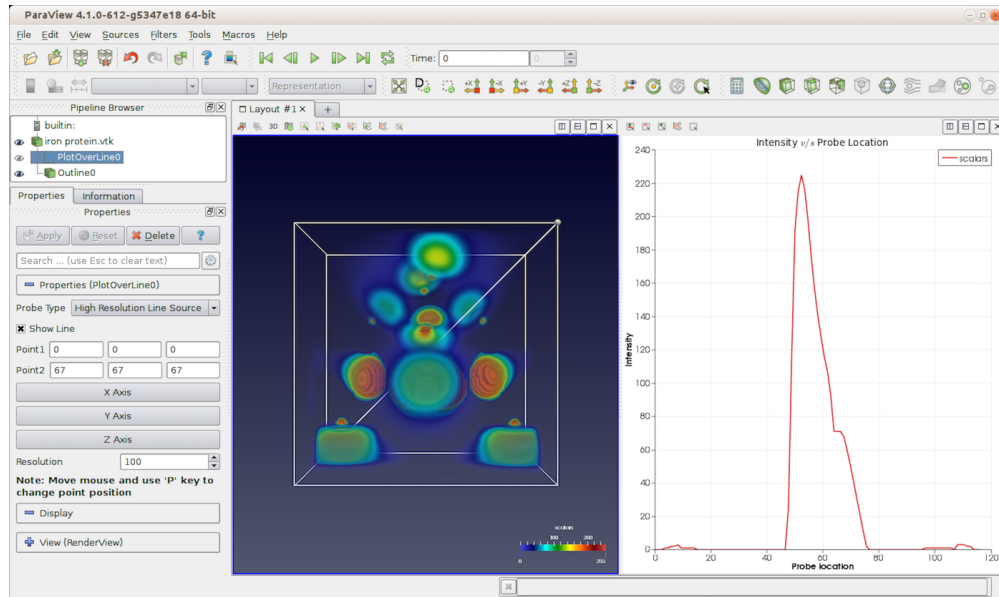 ParaView 4.1.0-612-g5347e18 64-bit
File Edit View Sources Filters Tools Macros Help
Time: 0 0
Representation
Pipeline Browser
builtin:
iron protein.vtk
PlotOverLine0
Outline0
Properties Information
Properties
Apply Reset Delete ?
Search ... (use Esc to clear text)
Properties (PlotOverLine0)
Probe Type High Resolution Line Source
Show Line
Point1 0 0 0
Point2 67 67 67
X Axis
Y Axis
Z Axis
Resolution 100
Note: Move mouse and use 'P' key to
change point position
Display
View (RenderView)
Layout #1
3D
scalars
100 200
0 255
Intensity v/s Probe Location
scalars
Intensity
240
220
200
180
160
140
120
100
80
60
40
20
0
0 20 40 60 80 100 120
Probe location